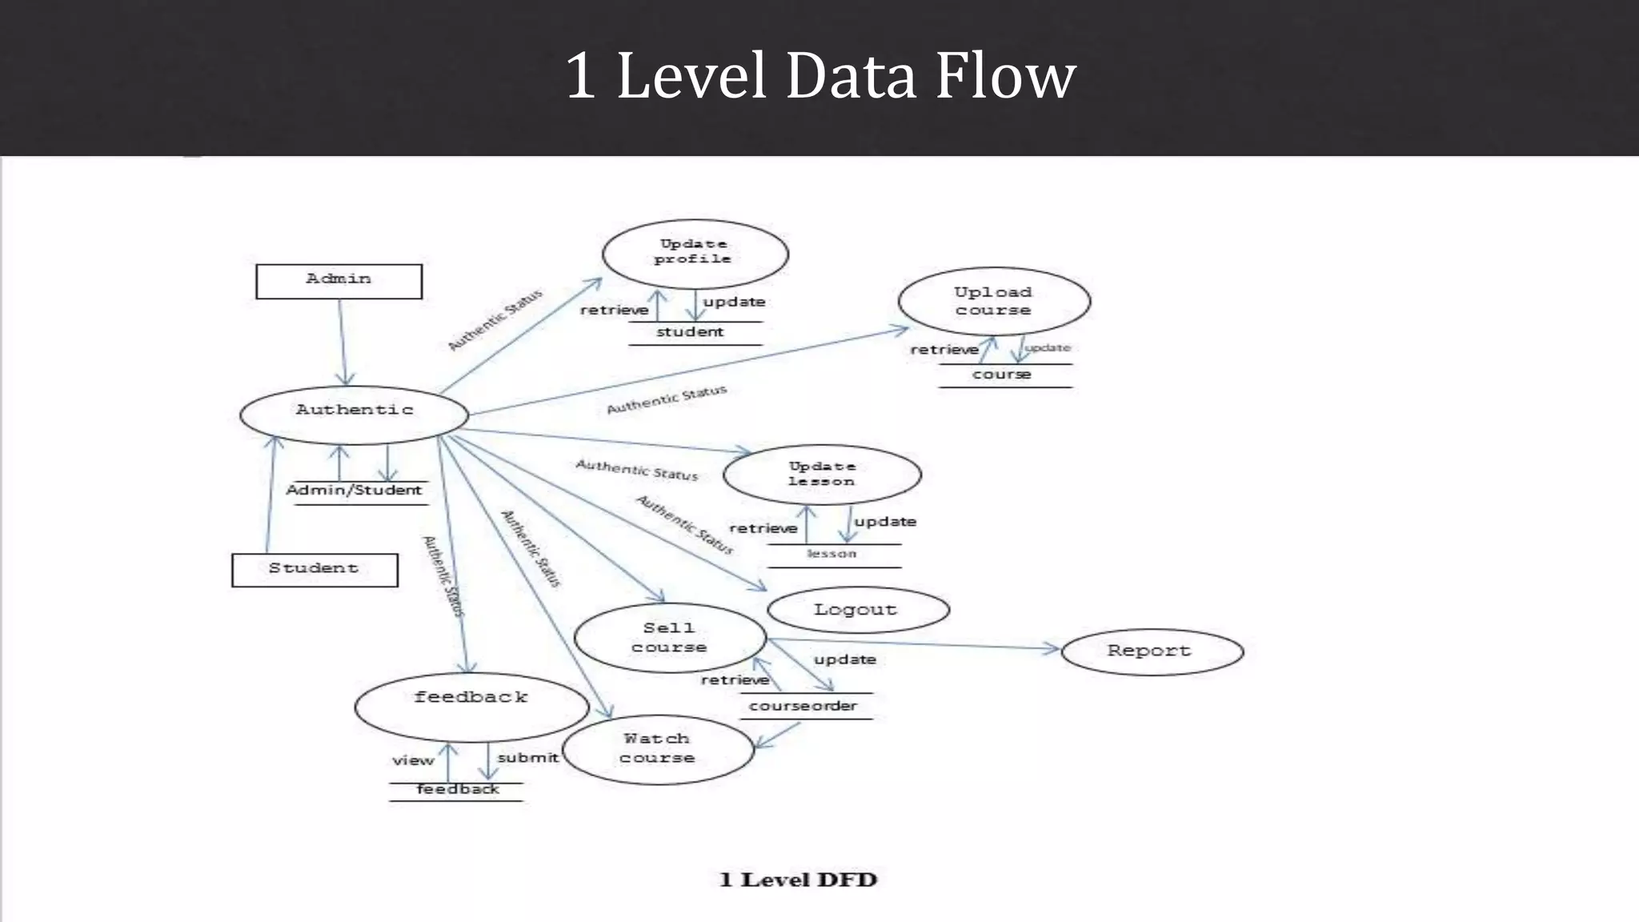 1 Level Data Flow
Update
profile
Admin
Upload
course
Authentic Status
retrieve
update
student
retrieve
update
course
Authentic
Authentic Status
Authentic Status
Update
lesson
Admin/Student
Authentic Status
retrieve
update
lesson
Authentic Status
Authentic Status
Student
Logout
Sell
course
Report
update
retrieve
courseorder
feedback
Watch
course
view
submit
feedback
1 Level DFD